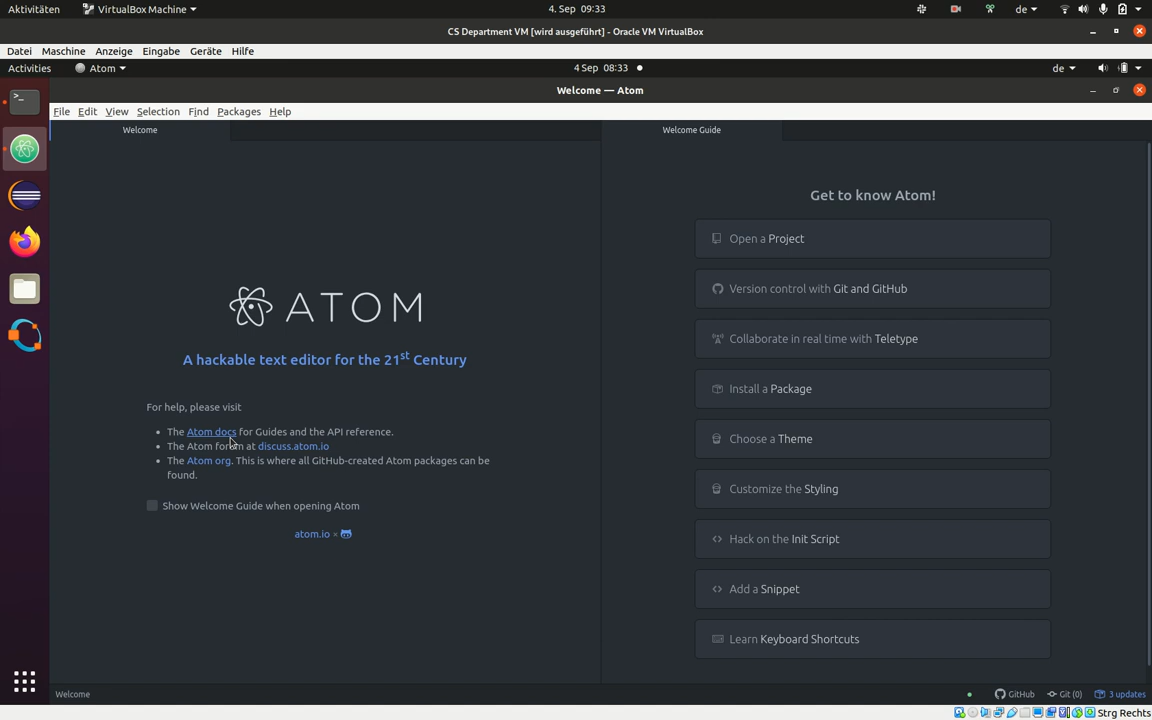 Aktivitäten
VirtualBox Machine
4. Sep 09:33
de
CS Department VM [wird ausgeführt] - Oracle VM VirtualBox
Datei Maschine Anzeige Eingabe Geräte Hilfe
Activities
Atom
4 Sep 08:33
de
Welcome — Atom
File Edit View Selection Find Packages Help
Welcome
Welcome Guide
ATOM
A hackable text editor for the 21st Century
For help, please visit
• The Atom docs for Guides and the API reference.
• The Atom forum at discuss.atom.io
• The Atom org. This is where all GitHub-created Atom packages can be
found.
Show Welcome Guide when opening Atom
atom.io ×
Get to know Atom!
Open a Project
Version control with Git and GitHub
Collaborate in real time with Teletype
Install a Package
Choose a Theme
Customize the Styling
Hack on the Init Script
Add a Snippet
Learn Keyboard Shortcuts
Welcome
GitHub
Git (0)
3 updates
Strg Rechts